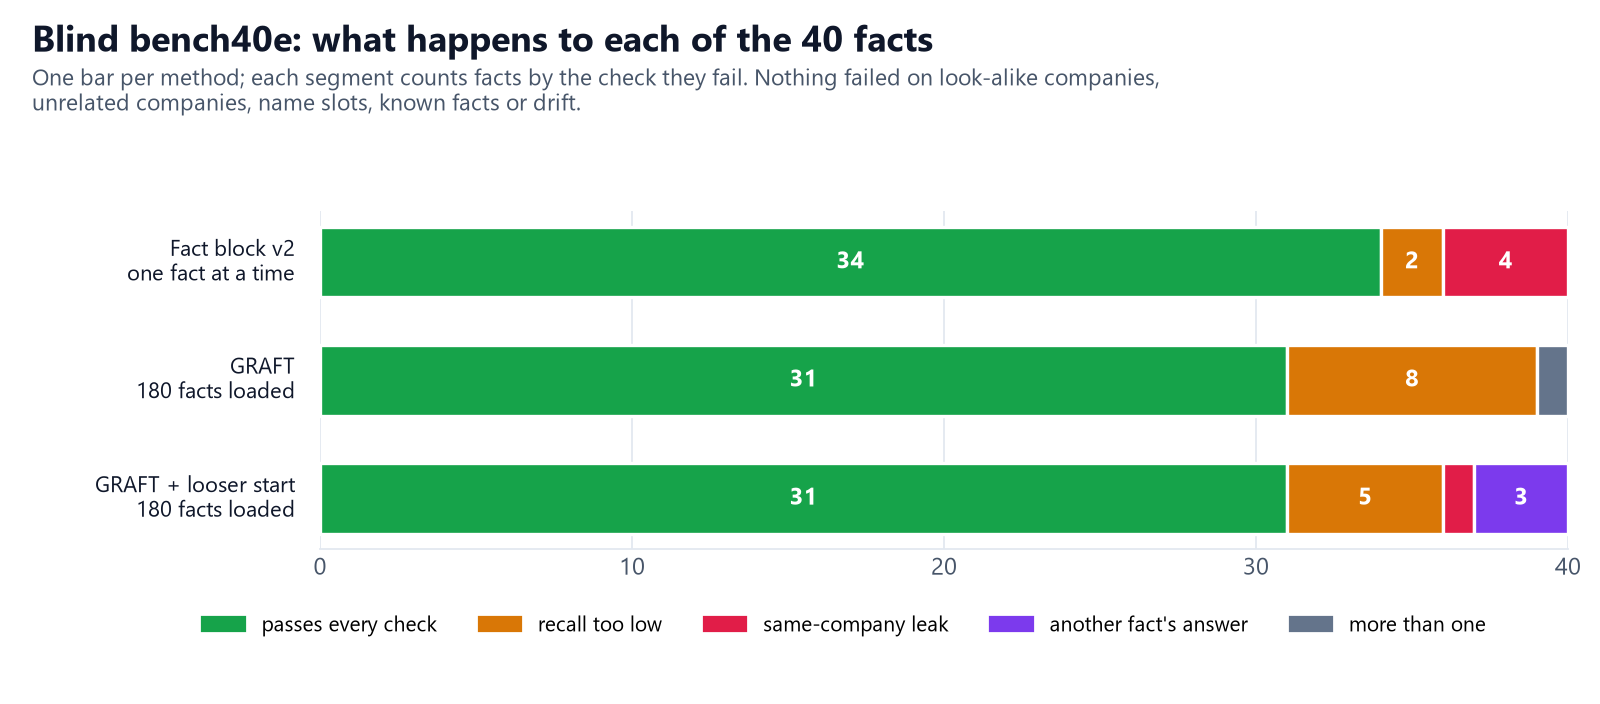 Blind bench40e: what happens to each of the 40 facts
One bar per method; each segment counts facts by the check they fail. Nothing failed on look-alike companies,
unrelated companies, name slots, known facts or drift.
Fact block v2
one fact at a time
34
2
4
GRAFT
180 facts loaded
31
8
GRAFT + looser start
180 facts loaded
31
5
3
0
10
20
30
40
passes every check
recall too low
same-company leak
another fact's answer
more than one